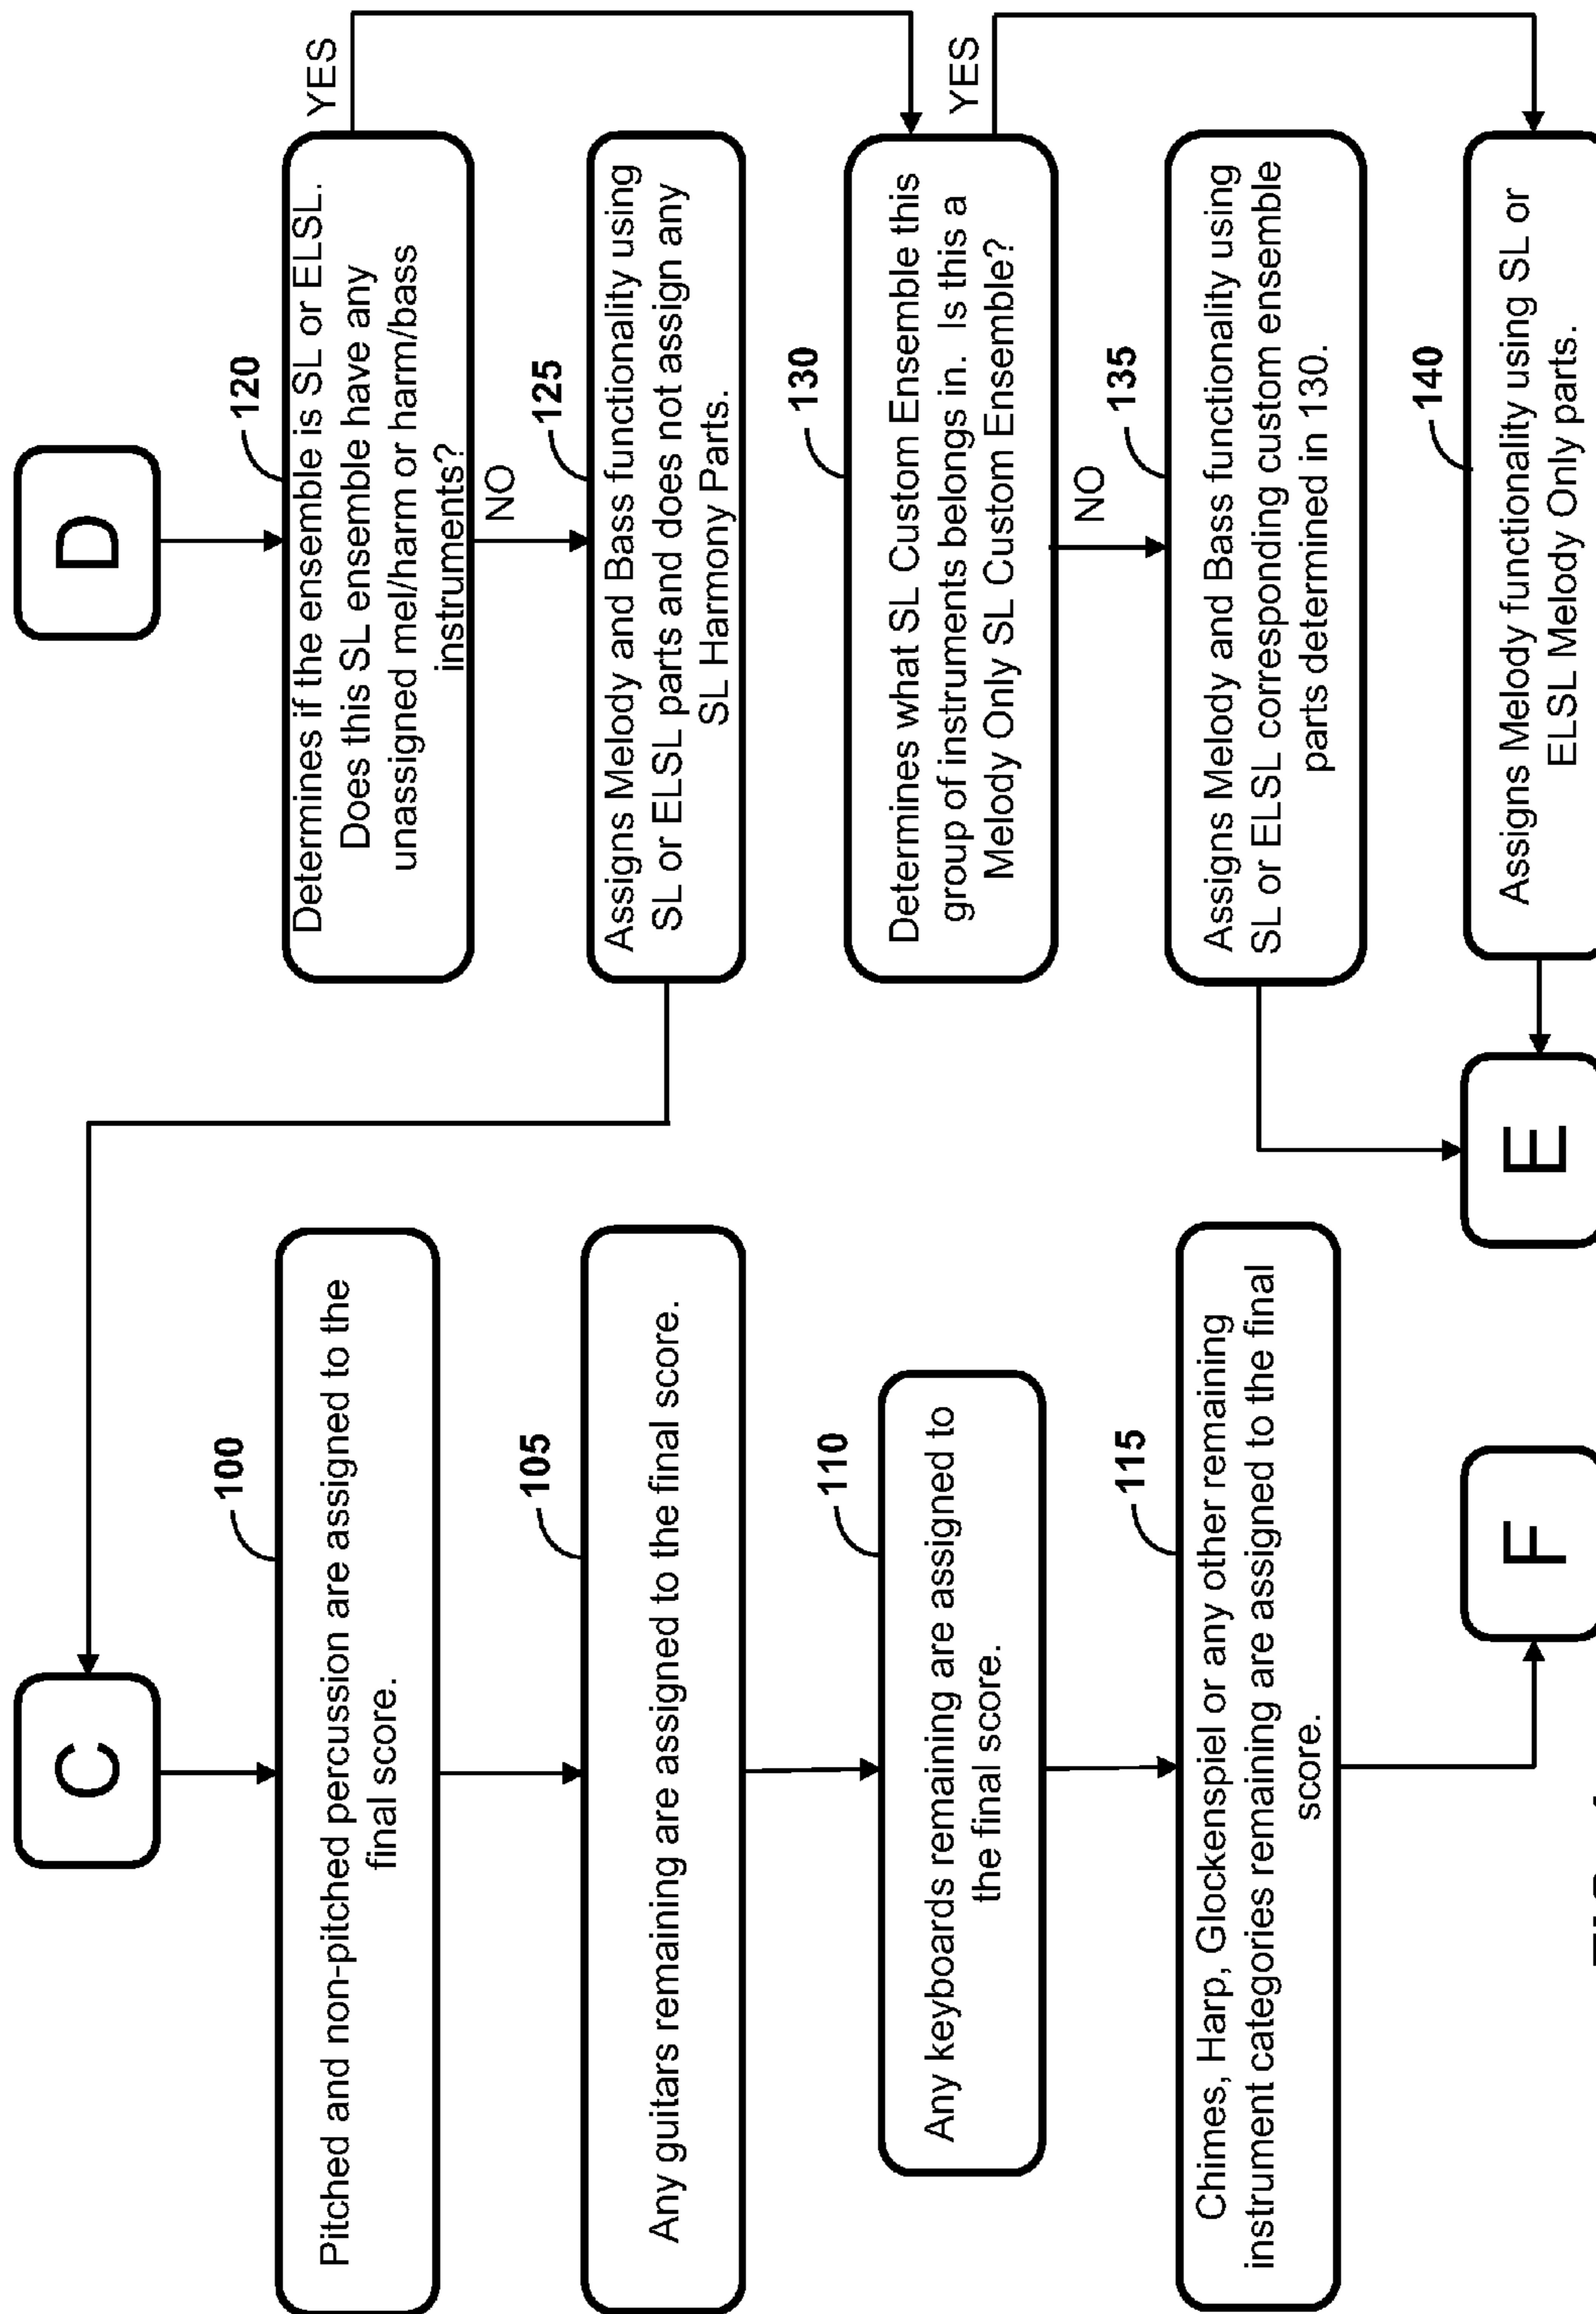 C
100
Pitched and non-pitched percussion are assigned to the
final score.
105
Any guitars remaining are assigned to the final score.
110
Any keyboards remaining are assigned to
the final score.
115
Chimes, Harp, Glockenspiel or any other remaining
instrument categories remaining are assigned to the final
score.
F
D
120
Determines if the ensemble is SL or ELSL.
Does this SL ensemble have any
unassigned mel/harm or harm/bass
instruments?
YES
NO
125
Assigns Melody and Bass functionality using
SL or ELSL parts and does not assign any
SL Harmony Parts.
130
Determines what SL Custom Ensemble this
group of instruments belongs in. Is this a
Melody Only SL Custom Ensemble?
YES
NO
135
Assigns Melody and Bass functionality using
SL or ELSL corresponding custom ensemble
parts determined in 130.
140
Assigns Melody functionality using SL or
ELSL Melody Only parts.
E